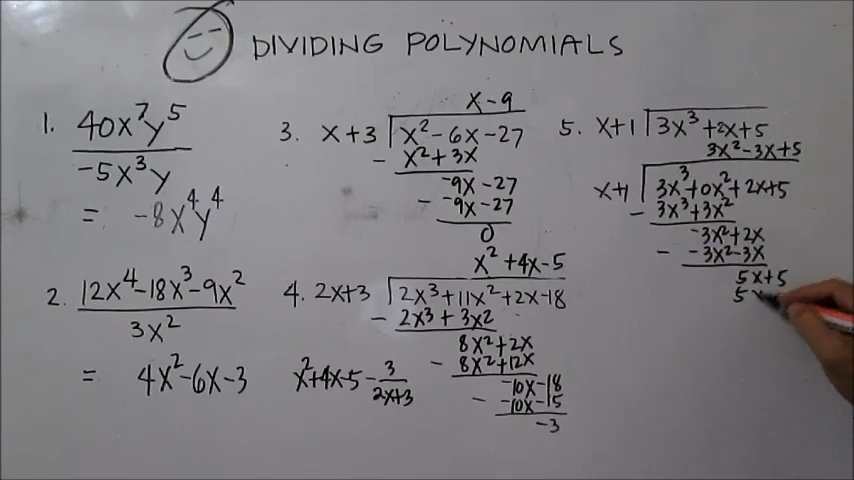 DIVIDING POLYNOMIALS
1. 40x⁷y⁵
-5x³y
= -8x⁴y⁴
2. 12x⁴-18x³-9x²
3x²
= 4x²-6x-3
x-9
3. x+3 x²-6x-27
- x²+3x
-9x-27
- -9x-27
0
x²+4x-5
4. 2x+3 2x³+11x²+2x-18
- 2x³+3x2
8x²+2x
- 8x²+12x
-10x-18
- -10x-15
-3
x²+4x-5-3
2x+3
5. x+1 3x³+2x+5
3x²-3x+5
x+1 3x³+0x²+2x+5
- 3x³+3x²
-3x²+2x
- -3x²-3x
5x+5
5x